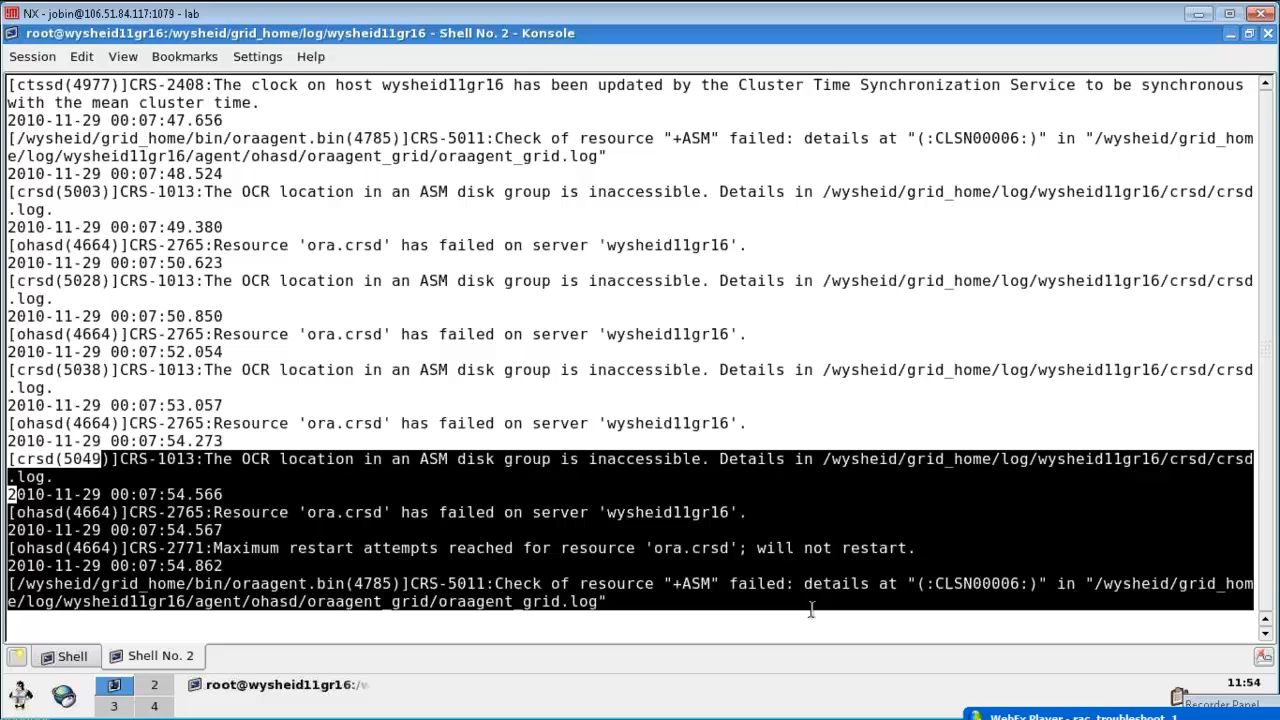 NX - jobin@106.51.84.117:1079 - lab
root@wysheid11gr16:/wysheid/grid_home/log/wysheid11gr16 - Shell No. 2 - Konsole
Session Edit View Bookmarks Settings Help
[ctssd(4977)]CRS-2408:The clock on host wysheid11gr16 has been updated by the Cluster Time Synchronization Service to be synchronous
with the mean cluster time.
2010-11-29 00:07:47.656
[/wysheid/grid_home/bin/oraagent.bin(4785)]CRS-5011:Check of resource "+ASM" failed: details at "(:CLSN00006:)" in "/wysheid/grid_hom
e/log/wysheid11gr16/agent/ohasd/oraagent_grid/oraagent_grid.log"
2010-11-29 00:07:48.524
[crsd(5003)]CRS-1013:The OCR location in an ASM disk group is inaccessible. Details in /wysheid/grid_home/log/wysheid11gr16/crsd/crsd
.log.
2010-11-29 00:07:49.380
[ohasd(4664)]CRS-2765:Resource 'ora.crsd' has failed on server 'wysheid11gr16'.
2010-11-29 00:07:50.623
[crsd(5028)]CRS-1013:The OCR location in an ASM disk group is inaccessible. Details in /wysheid/grid_home/log/wysheid11gr16/crsd/crsd
.log.
2010-11-29 00:07:50.850
[ohasd(4664)]CRS-2765:Resource 'ora.crsd' has failed on server 'wysheid11gr16'.
2010-11-29 00:07:52.054
[crsd(5038)]CRS-1013:The OCR location in an ASM disk group is inaccessible. Details in /wysheid/grid_home/log/wysheid11gr16/crsd/crsd
.log.
2010-11-29 00:07:53.057
[ohasd(4664)]CRS-2765:Resource 'ora.crsd' has failed on server 'wysheid11gr16'.
2010-11-29 00:07:54.273
[crsd(5049)]CRS-1013:The OCR location in an ASM disk group is inaccessible. Details in /wysheid/grid_home/log/wysheid11gr16/crsd/crsd
.log.
2010-11-29 00:07:54.566
[ohasd(4664)]CRS-2765:Resource 'ora.crsd' has failed on server 'wysheid11gr16'.
2010-11-29 00:07:54.567
[ohasd(4664)]CRS-2771:Maximum restart attempts reached for resource 'ora.crsd'; will not restart.
2010-11-29 00:07:54.862
[/wysheid/grid_home/bin/oraagent.bin(4785)]CRS-5011:Check of resource "+ASM" failed: details at "(:CLSN00006:)" in "/wysheid/grid_hom
e/log/wysheid11gr16/agent/ohasd/oraagent_grid/oraagent_grid.log"
Shell Shell No. 2
2 root@wysheid11gr16:/w 11:54
3 4 Recorder Panel
WebEx Player - rac_troubleshoot_1